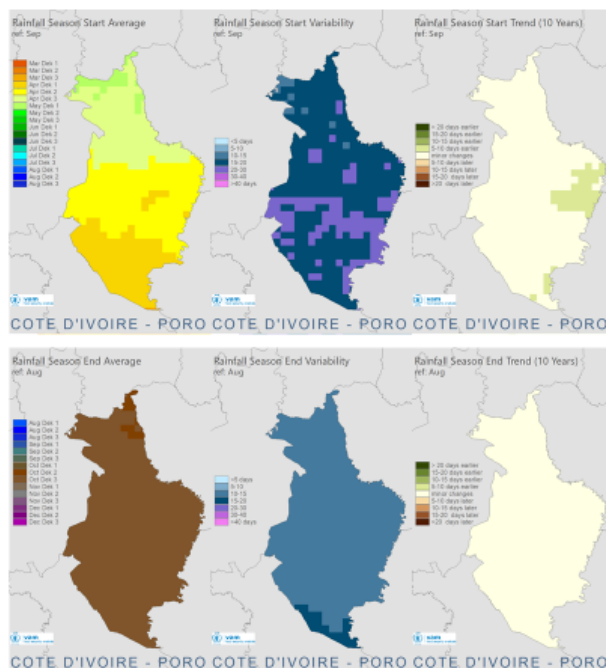 Rainfall Season Start Average
ref: Sep
Mar Dek 1
Mar Dek 2
Mar Dek 3
Apr Dek 1
Apr Dek 2
Apr Dek 3
May Dek 1
May Dek 2
May Dek 3
Jun Dek 1
Jun Dek 2
Jun Dek 3
Jul Dek 1
Jul Dek 2
Jul Dek 3
Aug Dek 1
Aug Dek 2
Aug Dek 3
vam
COTE D'IVOIRE - PORO
Rainfall Season Start Variability
ref: Sep
<5 days
5-10
10-15
15-20
20-30
30-40
>40 days
vam
COTE D'IVOIRE - PORO
Rainfall Season Start Trend (10 Years)
ref: Sep
> 20 days earlier
15-20 days earlier
10-15 days earlier
5-10 days earlier
minor changes
5-10 days later
10-15 days later
15-20 days later
>20 days later
vam
COTE D'IVOIRE - PORO
Rainfall Season End Average
ref: Aug
Aug Dek 1
Aug Dek 2
Aug Dek 3
Sep Dek 1
Sep Dek 2
Sep Dek 3
Oct Dek 1
Oct Dek 2
Oct Dek 3
Nov Dek 1
Nov Dek 2
Nov Dek 3
Dec Dek 1
Dec Dek 2
Dec Dek 3
vam
COTE D'IVOIRE - PORO
Rainfall Season End Variability
ref: Aug
<5 days
5-10
10-15
15-20
20-30
30-40
>40 days
vam
COTE D'IVOIRE - PORO
Rainfall Season End Trend (10 Years)
ref: Aug
> 20 days earlier
15-20 days earlier
10-15 days earlier
5-10 days earlier
minor changes
5-10 days later
10-15 days later
15-20 days later
>20 days later
vam
COTE D'IVOIRE - PORO